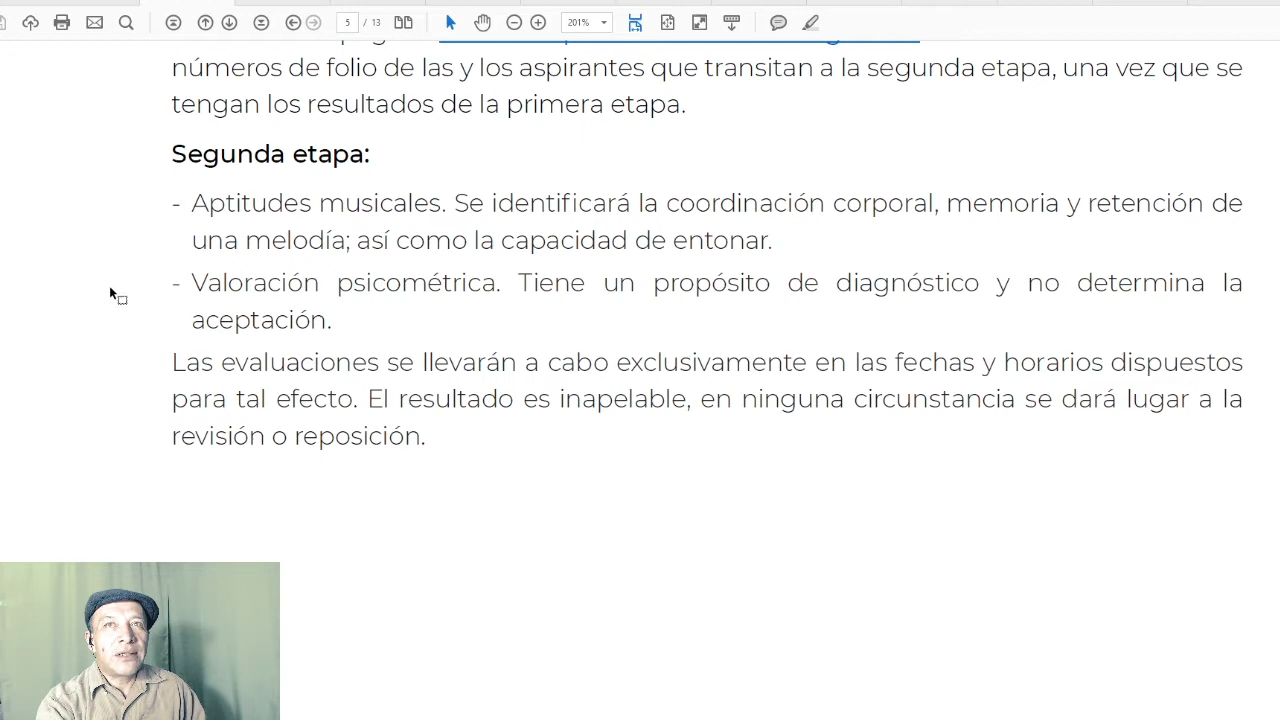 5 / 13
201%
números de folio de las y los aspirantes que transitan a la segunda etapa, una vez que se
tengan los resultados de la primera etapa.
Segunda etapa:
- Aptitudes musicales. Se identificará la coordinación corporal, memoria y retención de
una melodía; así como la capacidad de entonar.
- Valoración psicométrica. Tiene un propósito de diagnóstico y no determina la
aceptación.
Las evaluaciones se llevarán a cabo exclusivamente en las fechas y horarios dispuestos
para tal efecto. El resultado es inapelable, en ninguna circunstancia se dará lugar a la
revisión o reposición.